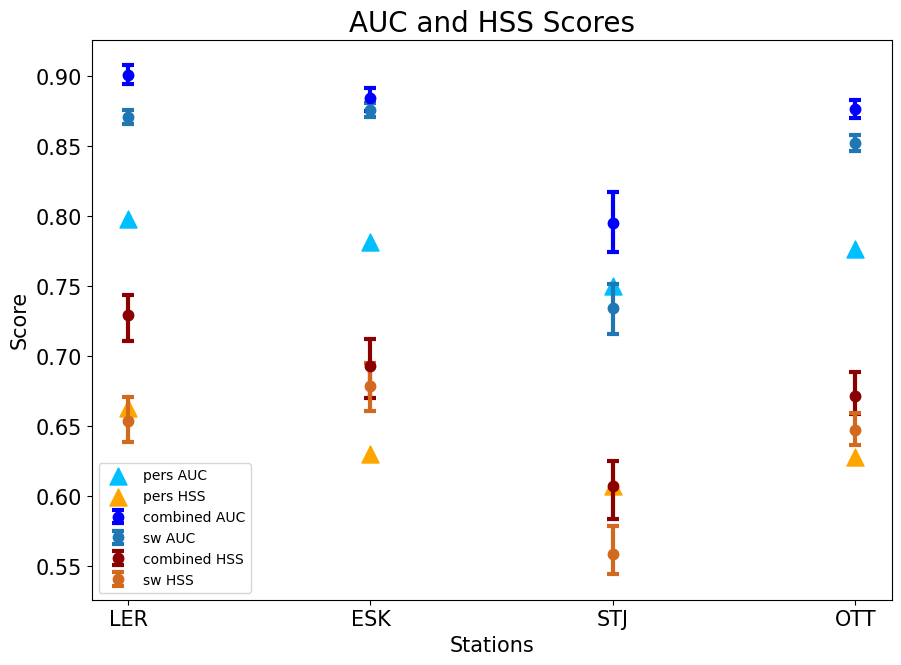 AUC and HSS Scores
Score
0.90
0.85
0.80
0.75
0.70
0.65
0.60
0.55
pers AUC
pers HSS
combined AUC
sw AUC
combined HSS
sw HSS
LER
ESK
STJ
OTT
Stations